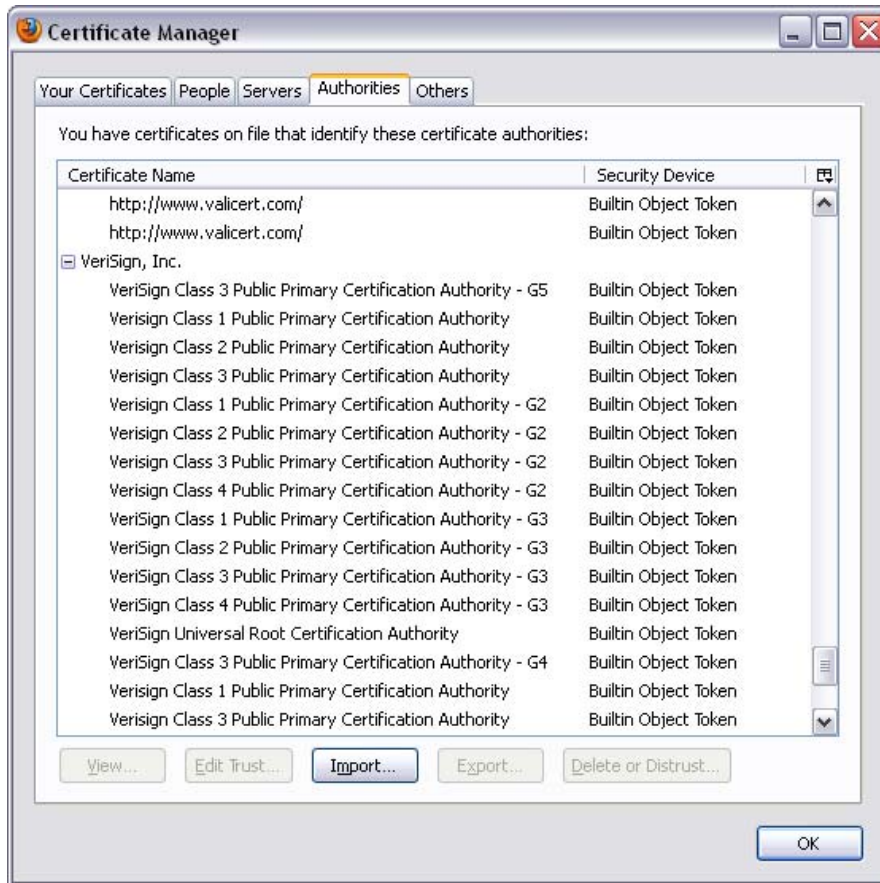 Certificate Manager
Your Certificates People Servers Authorities Others
You have certificates on file that identify these certificate authorities:
Certificate Name Security Device
http://www.valicert.com/ Builtin Object Token
http://www.valicert.com/ Builtin Object Token
VeriSign, Inc.
VeriSign Class 3 Public Primary Certification Authority - G5 Builtin Object Token
Verisign Class 1 Public Primary Certification Authority Builtin Object Token
Verisign Class 2 Public Primary Certification Authority Builtin Object Token
Verisign Class 3 Public Primary Certification Authority Builtin Object Token
Verisign Class 1 Public Primary Certification Authority - G2 Builtin Object Token
Verisign Class 2 Public Primary Certification Authority - G2 Builtin Object Token
Verisign Class 3 Public Primary Certification Authority - G2 Builtin Object Token
Verisign Class 4 Public Primary Certification Authority - G2 Builtin Object Token
VeriSign Class 1 Public Primary Certification Authority - G3 Builtin Object Token
VeriSign Class 2 Public Primary Certification Authority - G3 Builtin Object Token
VeriSign Class 3 Public Primary Certification Authority - G3 Builtin Object Token
VeriSign Class 4 Public Primary Certification Authority - G3 Builtin Object Token
VeriSign Universal Root Certification Authority Builtin Object Token
VeriSign Class 3 Public Primary Certification Authority - G4 Builtin Object Token
Verisign Class 1 Public Primary Certification Authority Builtin Object Token
Verisign Class 3 Public Primary Certification Authority Builtin Object Token
View... Edit Trust... Import... Export... Delete or Distrust...
OK